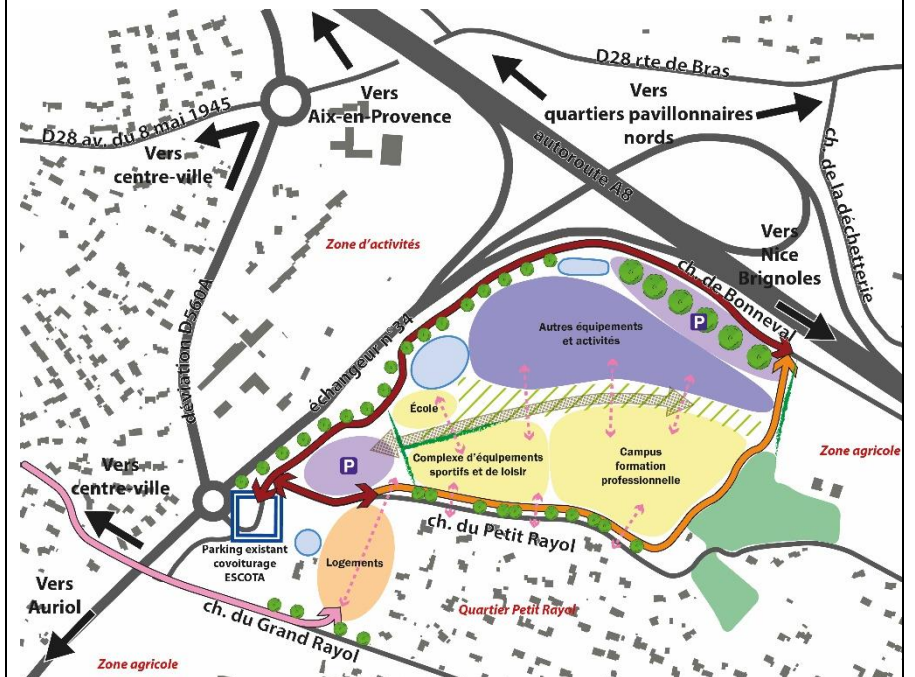 D28 rte de Bras
Vers
Aix-en-Provence
Vers
quartiers pavillonnaires
nords
D28 av. du 8 mai 1945
Vers
centre-ville
autoroute A8
ch. de la déchetterie
Zone d'activités
Vers
Nice
Brignoles
ch. de Bonneval
déviation D560A
échangeur n°34
P
Autres équipements
et activités
École
Zone agricole
P
Complexe d'équipements
sportifs et de loisir
Campus
formation
professionnelle
Vers
centre-ville
ch. du Petit Rayol
Parking existant
covoiturage
ESCOTA
Logements
Vers
Auriol
ch. du Grand Rayol
Quartier Petit Rayol
Zone agricole